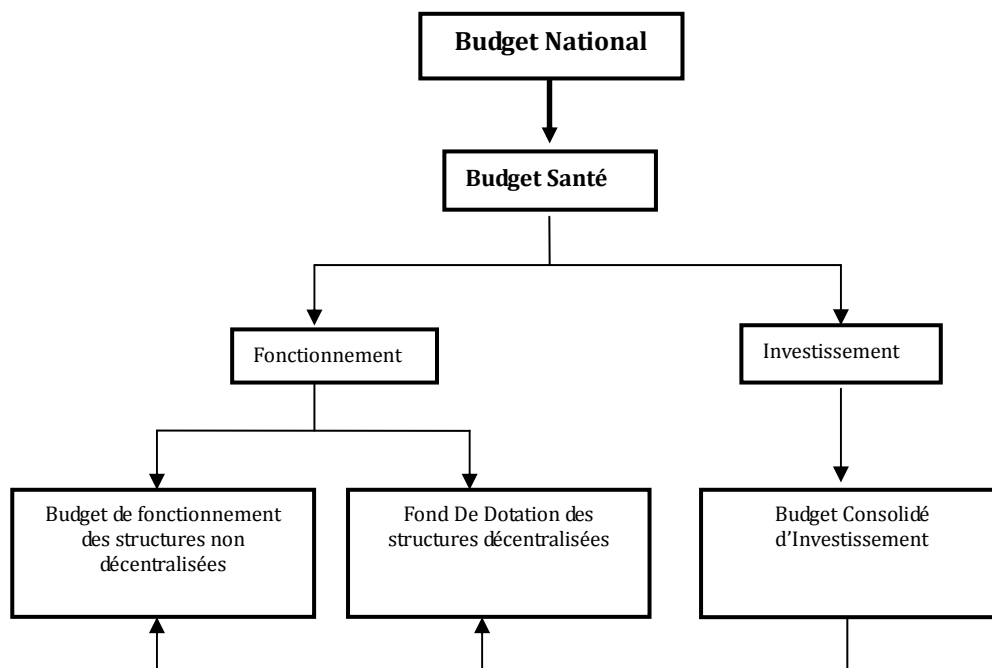 Budget National
Budget Santé
Fonctionnement
Investissement
Budget de fonctionnement
des structures non
décentralisées
Fond De Dotation des
structures décentralisées
Budget Consolidé
d’Investissement